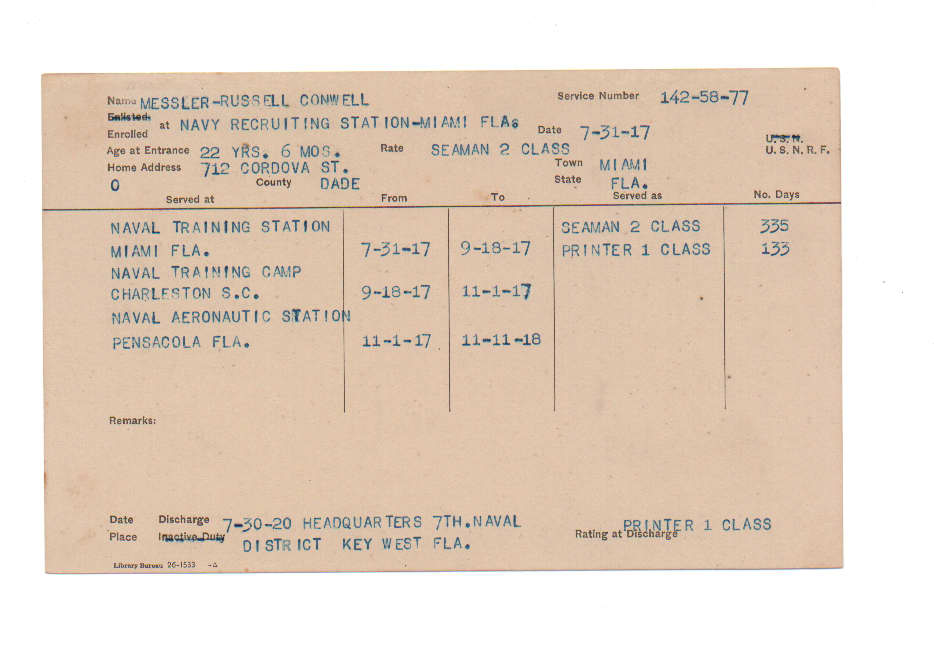 Name MESSLER-RUSSELL CONWELL Service Number 142-58-77
Enlisted
Enrolled at NAVY RECRUITING STATION-MIAMI FLA. Date 7-31-17 U.S.N.
Age at Entrance 22 YRS. 6 MOS. Rate SEAMAN 2 CLASS U. S. N. R. F.
Home Address 712 CORDOVA ST. Town MIAMI
O County DADE State FLA.
Served at From To Served as No. Days
NAVAL TRAINING STATION SEAMAN 2 CLASS 335
MIAMI FLA. 7-31-17 9-18-17 PRINTER 1 CLASS 133
NAVAL TRAINING CAMP
CHARLESTON S.C. 9-18-17 11-1-17
NAVAL AERONAUTIC STATION
PENSACOLA FLA. 11-1-17 11-11-18
Remarks:
Date Discharge 7-30-20 HEADQUARTERS 7TH.NAVAL PRINTER 1 CLASS
Place Inactive Duty DISTRICT KEY WEST FLA. Rating at Discharge
Library Bureau 26-1533 -A